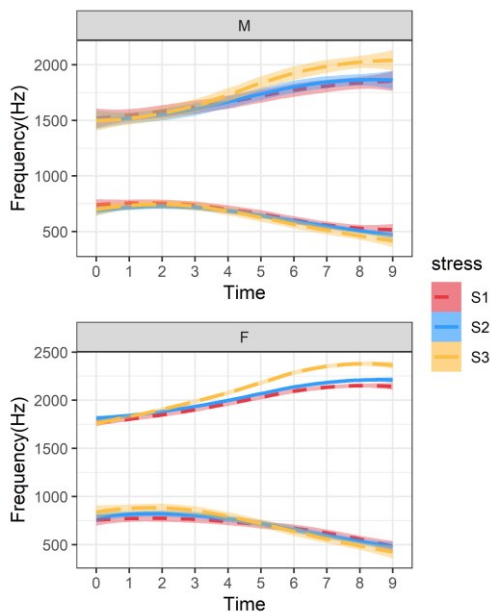 M
Frequency(Hz)
2000
1500
1000
500
0 1 2 3 4 5 6 7 8 9
Time
stress
S1
S2
S3
F
Frequency(Hz)
2500
2000
1500
1000
500
0 1 2 3 4 5 6 7 8 9
Time